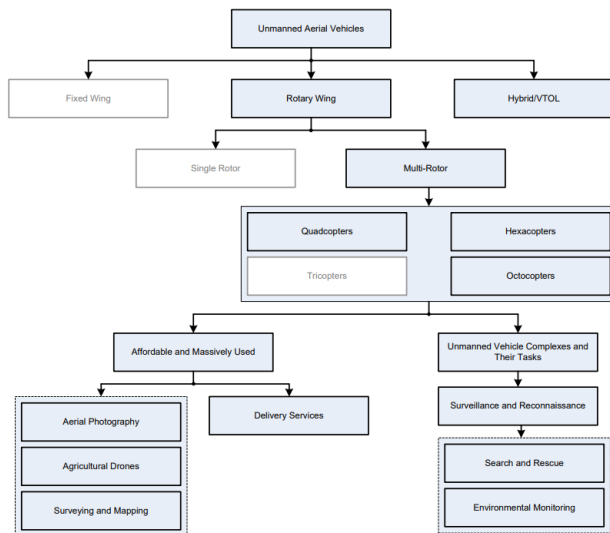 Unmanned Aerial Vehicles
Fixed Wing
Rotary Wing
Hybrid/VTOL
Single Rotor
Multi-Rotor
Quadcopters
Hexacopters
Tricopters
Octocopters
Affordable and Massively Used
Unmanned Vehicle Complexes and
Their Tasks
Aerial Photography
Agricultural Drones
Surveying and Mapping
Delivery Services
Surveillance and Reconnaissance
Search and Rescue
Environmental Monitoring